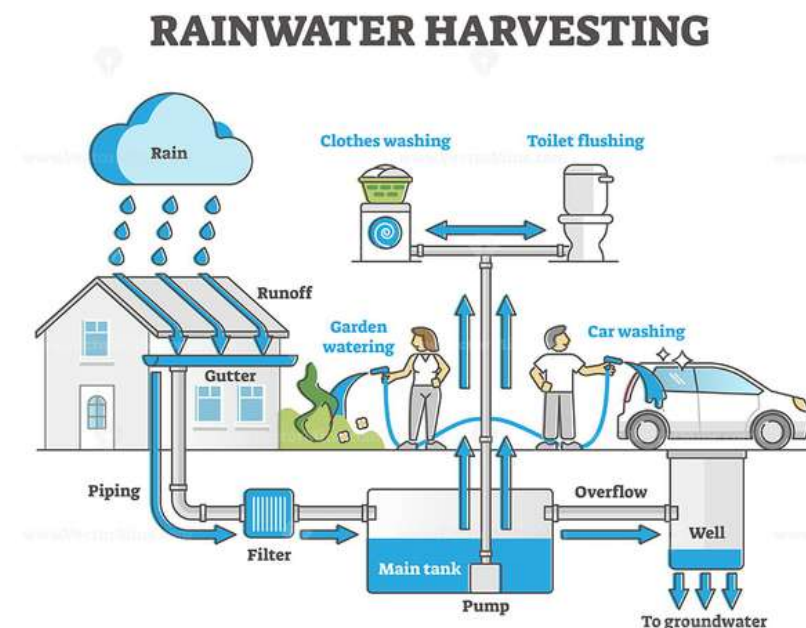 RAINWATER HARVESTING
Rain
Clothes washing
Toilet flushing
Runoff
Garden
watering
Car washing
Gutter
Piping
Overflow
Filter
Main tank
Well
Pump
To groundwater